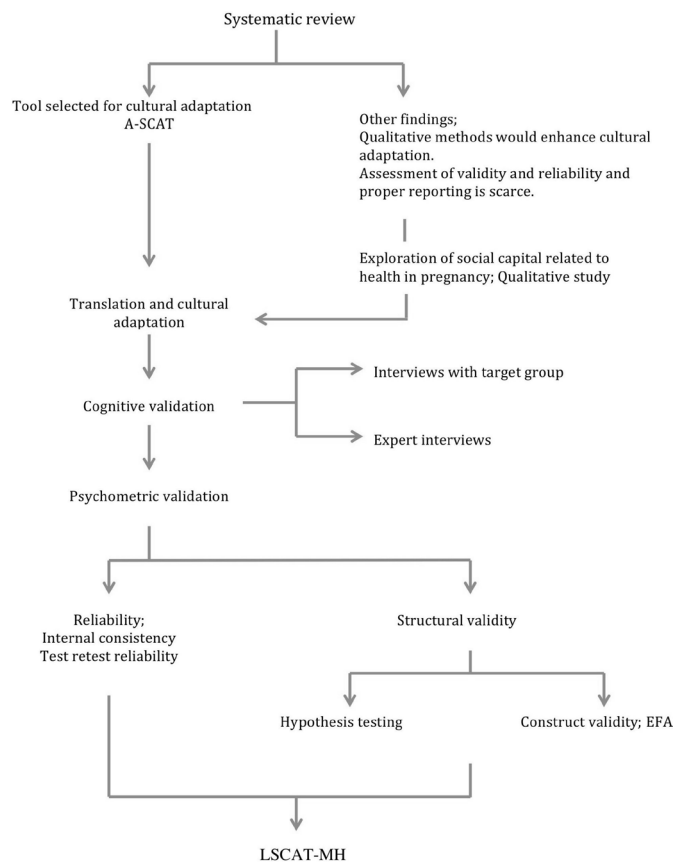 Systematic review
Tool selected for cultural adaptation
A-SCAT
Other findings;
Qualitative methods would enhance cultural
adaptation.
Assessment of validity and reliability and
proper reporting is scarce.
Exploration of social capital related to
health in pregnancy; Qualitative study
Translation and cultural
adaptation
Cognitive validation
Interviews with target group
Expert interviews
Psychometric validation
Reliability;
Internal consistency
Test retest reliability
Structural validity
Hypothesis testing
Construct validity; EFA
LSCAT-MH